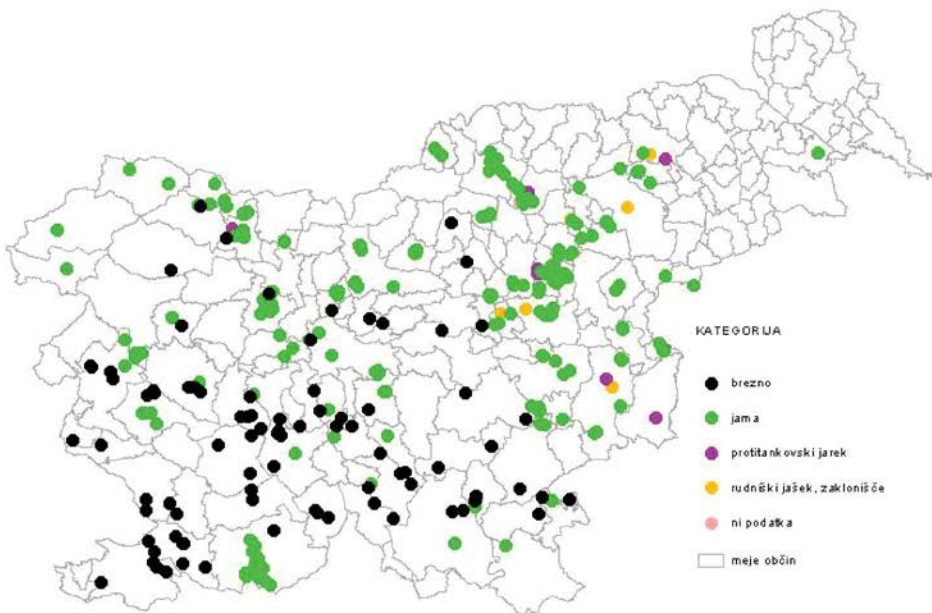 KATEGORIJA
brezno
jama
protitankovski jarek
rudniški jašek, zaklonišče
ni podatka
meje občin